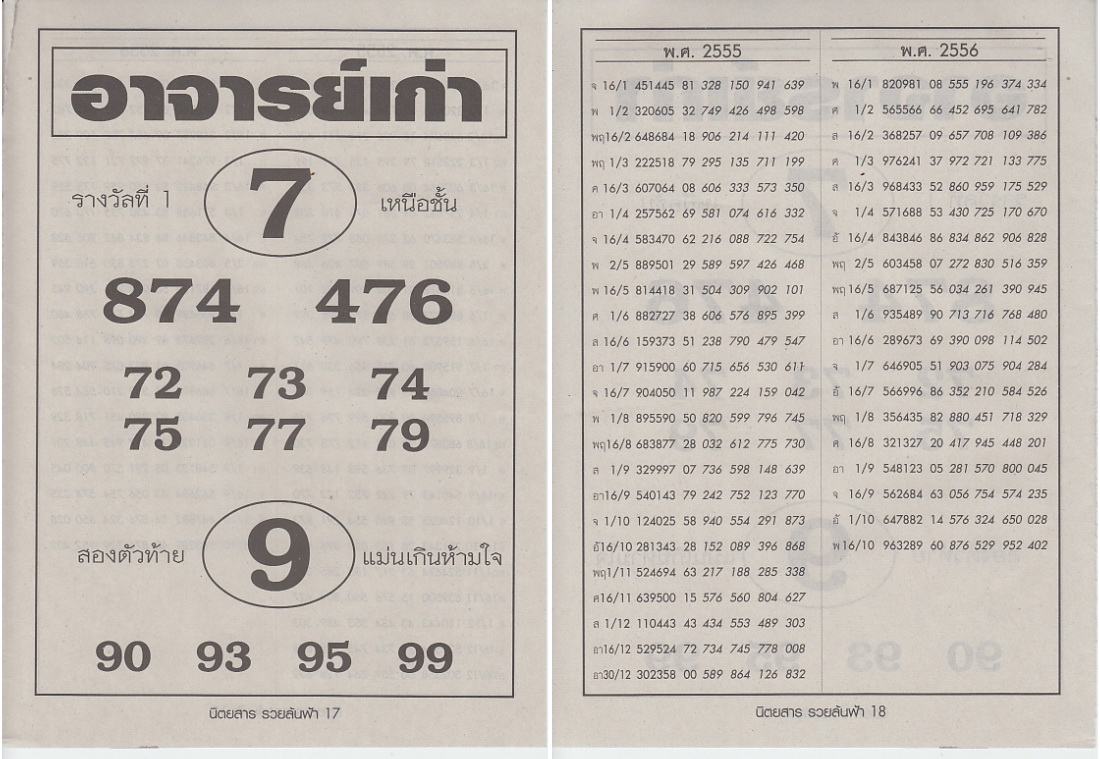 อาจารย์เก่า
รางวัลที่ 1 7 เหนือชั้น
874 476
72 73 74
75 77 79
สองตัวท้าย 9 แม่นเกินห้ามใจ
90 93 95 99
นิตยสาร รวยล้นฟ้า 17
พ.ศ. 2555
จ 16/1 451445 81 328 150 941 639
พ 1/2 320605 32 749 426 498 598
พฤ16/2 648684 18 906 214 111 420
พฤ 1/3 222518 79 295 135 711 199
ศ 16/3 607064 08 606 333 573 350
อา 1/4 257562 69 581 074 616 332
จ 16/4 583470 62 216 088 722 754
พ 2/5 889501 29 589 597 426 468
พ 16/5 814418 31 504 309 902 101
ศ 1/6 882727 38 606 576 895 399
ส 16/6 159373 51 238 790 479 547
อา 1/7 915900 60 715 656 530 611
จ 16/7 904050 11 987 224 159 042
พ 1/8 895590 50 820 599 796 745
พฤ16/8 683877 28 032 612 775 730
ส 1/9 329997 07 736 598 148 639
อา16/9 540143 79 242 752 123 770
จ 1/10 124025 58 940 554 291 873
อั16/10 281343 28 152 089 396 868
พฤ1/11 524694 63 217 188 285 338
ศ16/11 639500 15 576 560 804 627
ส 1/12 110443 43 434 553 489 303
อา16/12 529524 72 734 745 778 008
อา30/12 302358 00 589 864 126 832
พ.ศ. 2556
พ 16/1 820981 08 555 196 374 334
ศ 1/2 565566 66 452 695 641 782
ส 16/2 368257 09 657 708 109 386
ศ 1/3 976241 37 972 721 133 775
ส 16/3 968433 52 860 959 175 529
จ 1/4 571688 53 430 725 170 670
อั 16/4 843846 86 834 862 906 828
พฤ 2/5 603458 07 272 830 516 359
พฤ16/5 687125 56 034 261 390 945
ส 1/6 935489 90 713 716 768 480
อา 16/6 289673 69 390 098 114 502
จ 1/7 646905 51 903 075 904 284
อั 16/7 566996 86 352 210 584 526
พฤ 1/8 356435 82 880 451 718 329
ศ 16/8 321327 20 417 945 448 201
อา 1/9 548123 05 281 570 800 045
จ 16/9 562684 63 056 754 574 235
อั 1/10 647882 14 576 324 650 028
พ16/10 963289 60 876 529 952 402
นิตยสาร รวยล้นฟ้า 18